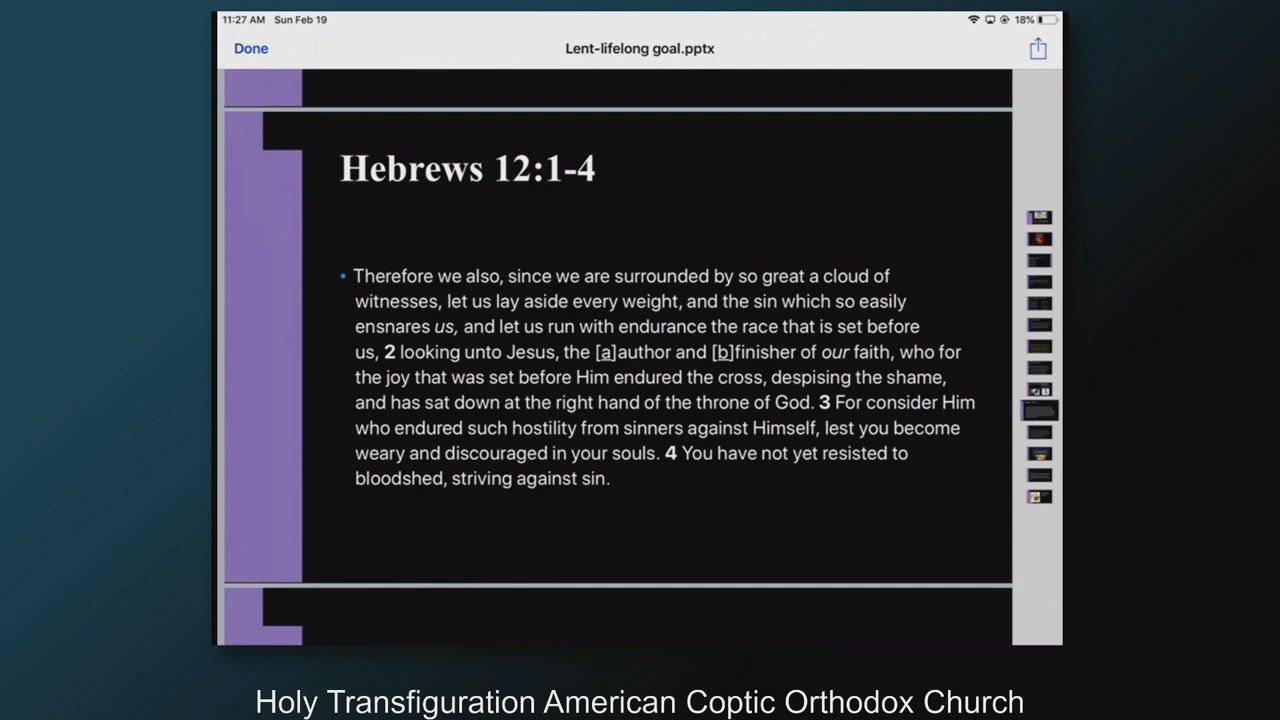 11:27 AM Sun Feb 19
18%
Done
Lent-lifelong goal.pptx
Hebrews 12:1-4
• Therefore we also, since we are surrounded by so great a cloud of
witnesses, let us lay aside every weight, and the sin which so easily
ensnares us, and let us run with endurance the race that is set before
us, 2 looking unto Jesus, the [a]author and [b]finisher of our faith, who for
the joy that was set before Him endured the cross, despising the shame,
and has sat down at the right hand of the throne of God. 3 For consider Him
who endured such hostility from sinners against Himself, lest you become
weary and discouraged in your souls. 4 You have not yet resisted to
bloodshed, striving against sin.
Holy Transfiguration American Coptic Orthodox Church